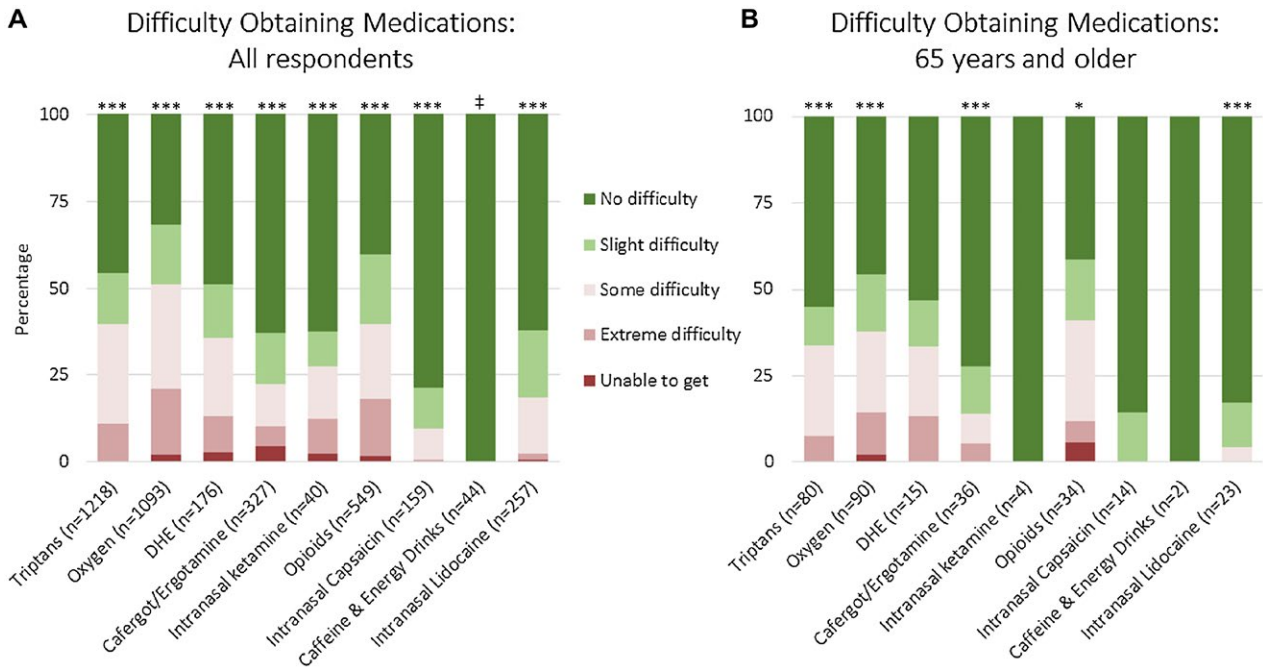 A
Difficulty Obtaining Medications:
All respondents
*** *** *** *** *** *** *** ‡ ***
100
75
50
25
0
Percentage
Triptans (n=1218)
Oxygen (n=1093)
DHE (n=176)
Cafergot/Ergotamine (n=327)
Intranasal ketamine (n=40)
Opioids (n=549)
Intranasal Capsaicin (n=159)
Caffeine & Energy Drinks (n=44)
Intranasal Lidocaine (n=257)
No difficulty
Slight difficulty
Some difficulty
Extreme difficulty
Unable to get
B
Difficulty Obtaining Medications:
65 years and older
*** *** *** * ***
100
75
50
25
0
Triptans (n=80)
Oxygen (n=90)
DHE (n=15)
Cafergot/Ergotamine (n=36)
Intranasal ketamine (n=4)
Opioids (n=34)
Intranasal Capsaicin (n=14)
Caffeine & Energy Drinks (n=2)
Intranasal Lidocaine (n=23)